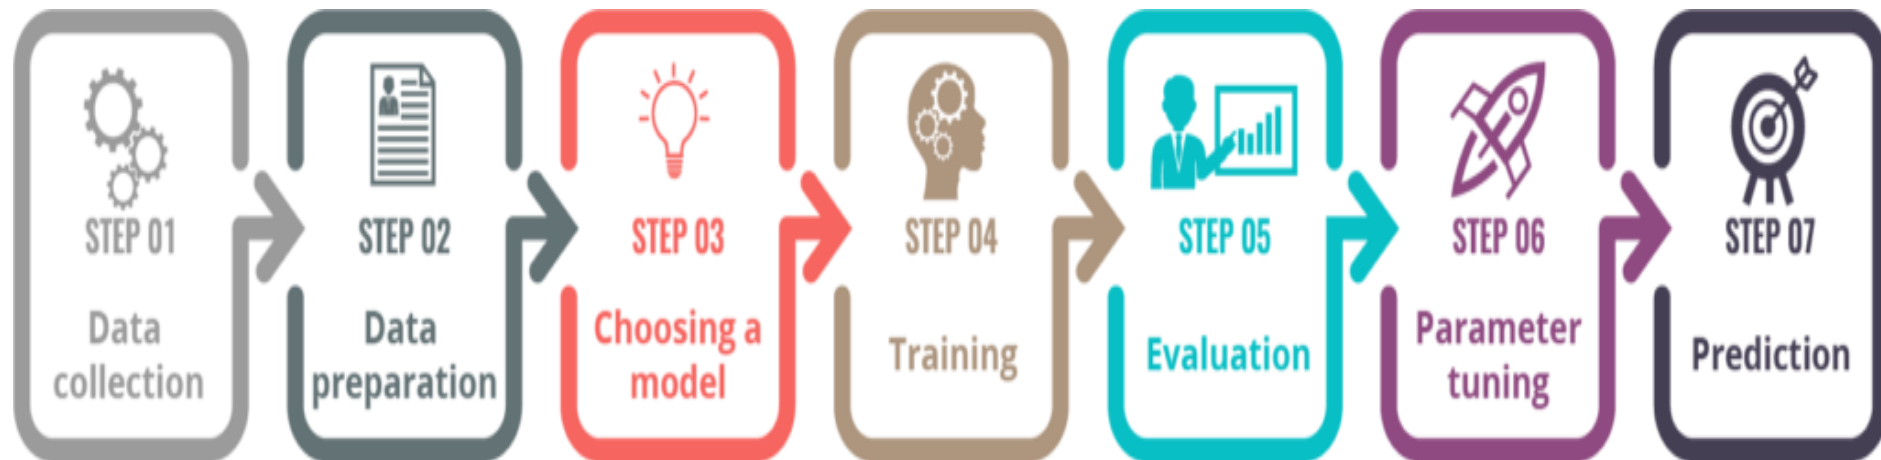 STEP 01
Data
collection
STEP 02
Data
preparation
STEP 03
Choosing a
model
STEP 04
Training
STEP 05
Evaluation
STEP 06
Parameter
tuning
STEP 07
Prediction